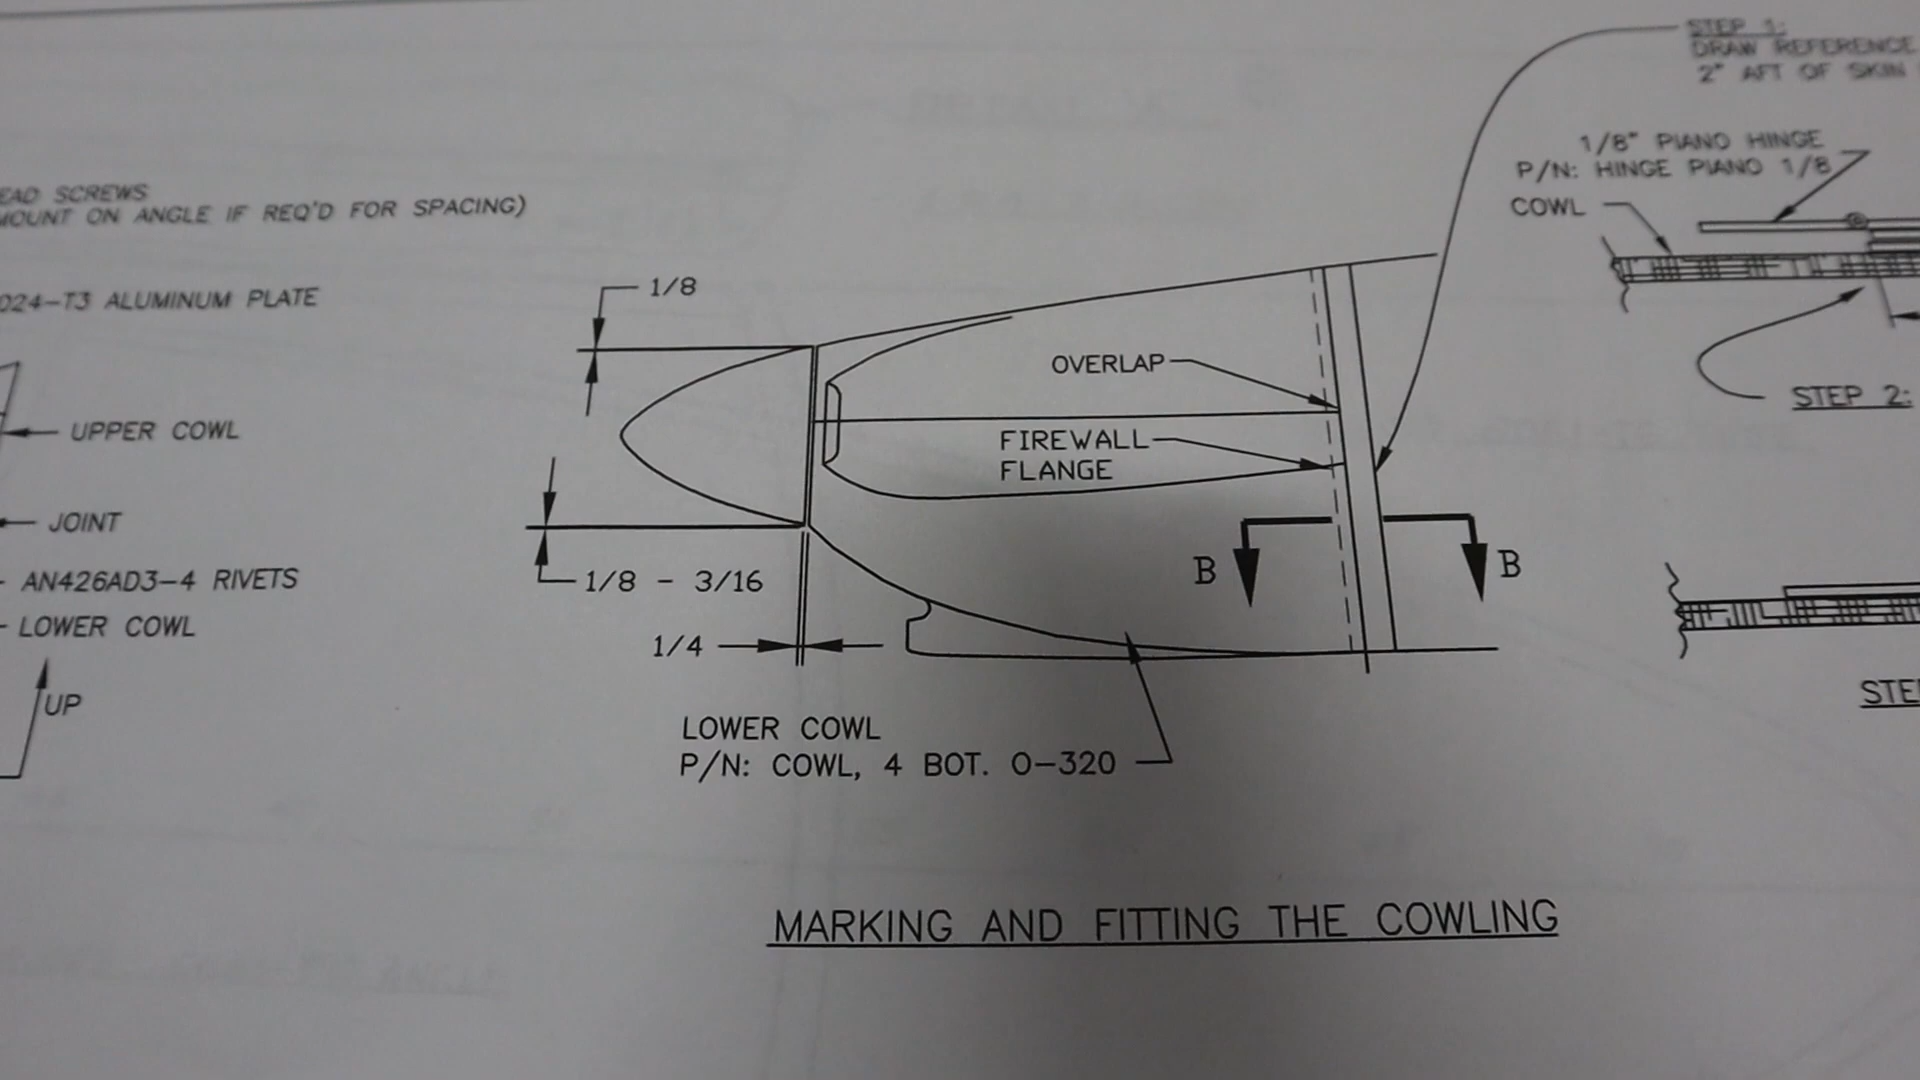 EAD SCREWS
MOUNT ON ANGLE IF REQ'D FOR SPACING)
024-T3 ALUMINUM PLATE
UPPER COWL
JOINT
AN426AD3-4 RIVETS
LOWER COWL
UP
1/8
1/8 - 3/16
1/4
OVERLAP
FIREWALL
FLANGE
B
B
LOWER COWL
P/N: COWL, 4 BOT. O-320
MARKING AND FITTING THE COWLING
STEP 1:
DRAW REFERENCE
2" AFT OF SKIN
1/8" PIANO HINGE
P/N: HINGE PIANO 1/8
COWL
STEP 2:
STE